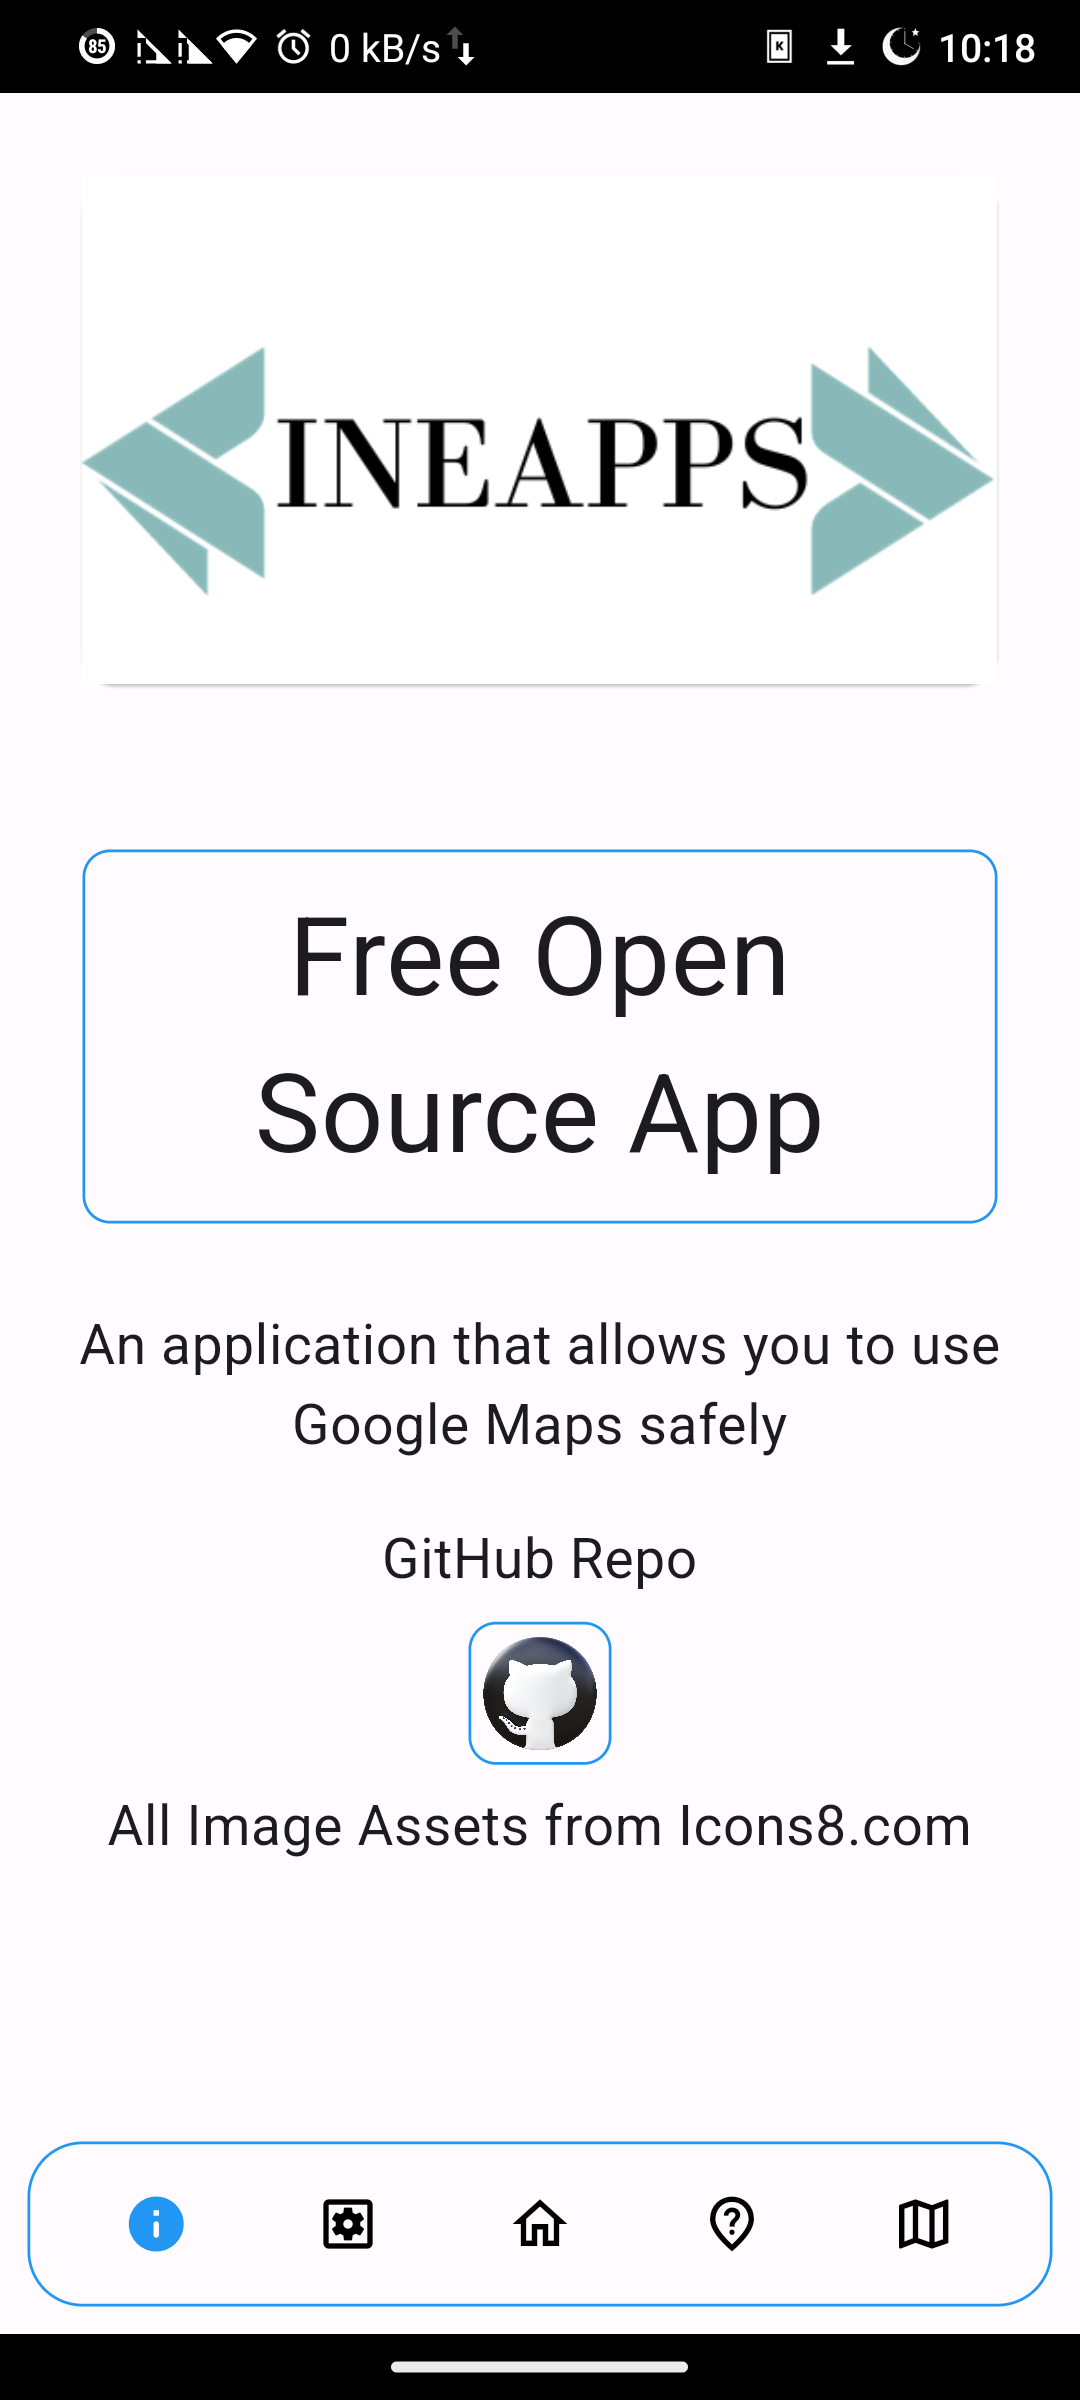 85 0 kB/s K 10:18
INEAPPS
Free Open
Source App
An application that allows you to use
Google Maps safely
GitHub Repo
All Image Assets from Icons8.com